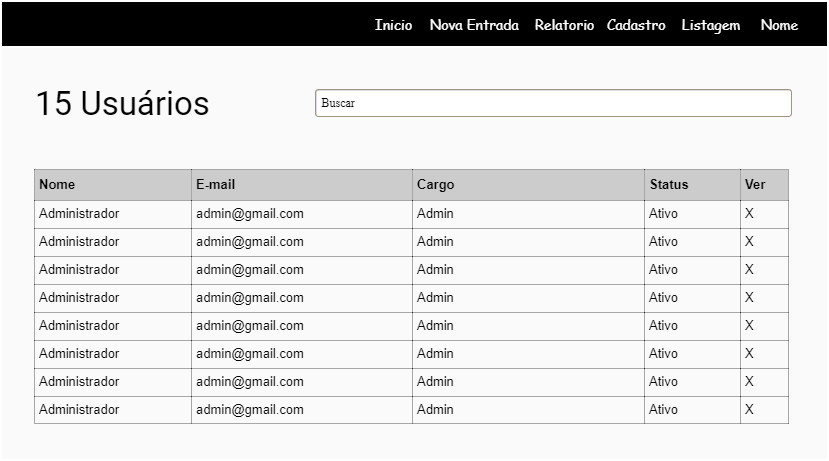 Inicio Nova Entrada Relatorio Cadastro Listagem Nome
15 Usuários Buscar
Nome E-mail Cargo Status Ver
Administrador admin@gmail.com Admin Ativo X
Administrador admin@gmail.com Admin Ativo X
Administrador admin@gmail.com Admin Ativo X
Administrador admin@gmail.com Admin Ativo X
Administrador admin@gmail.com Admin Ativo X
Administrador admin@gmail.com Admin Ativo X
Administrador admin@gmail.com Admin Ativo X
Administrador admin@gmail.com Admin Ativo X